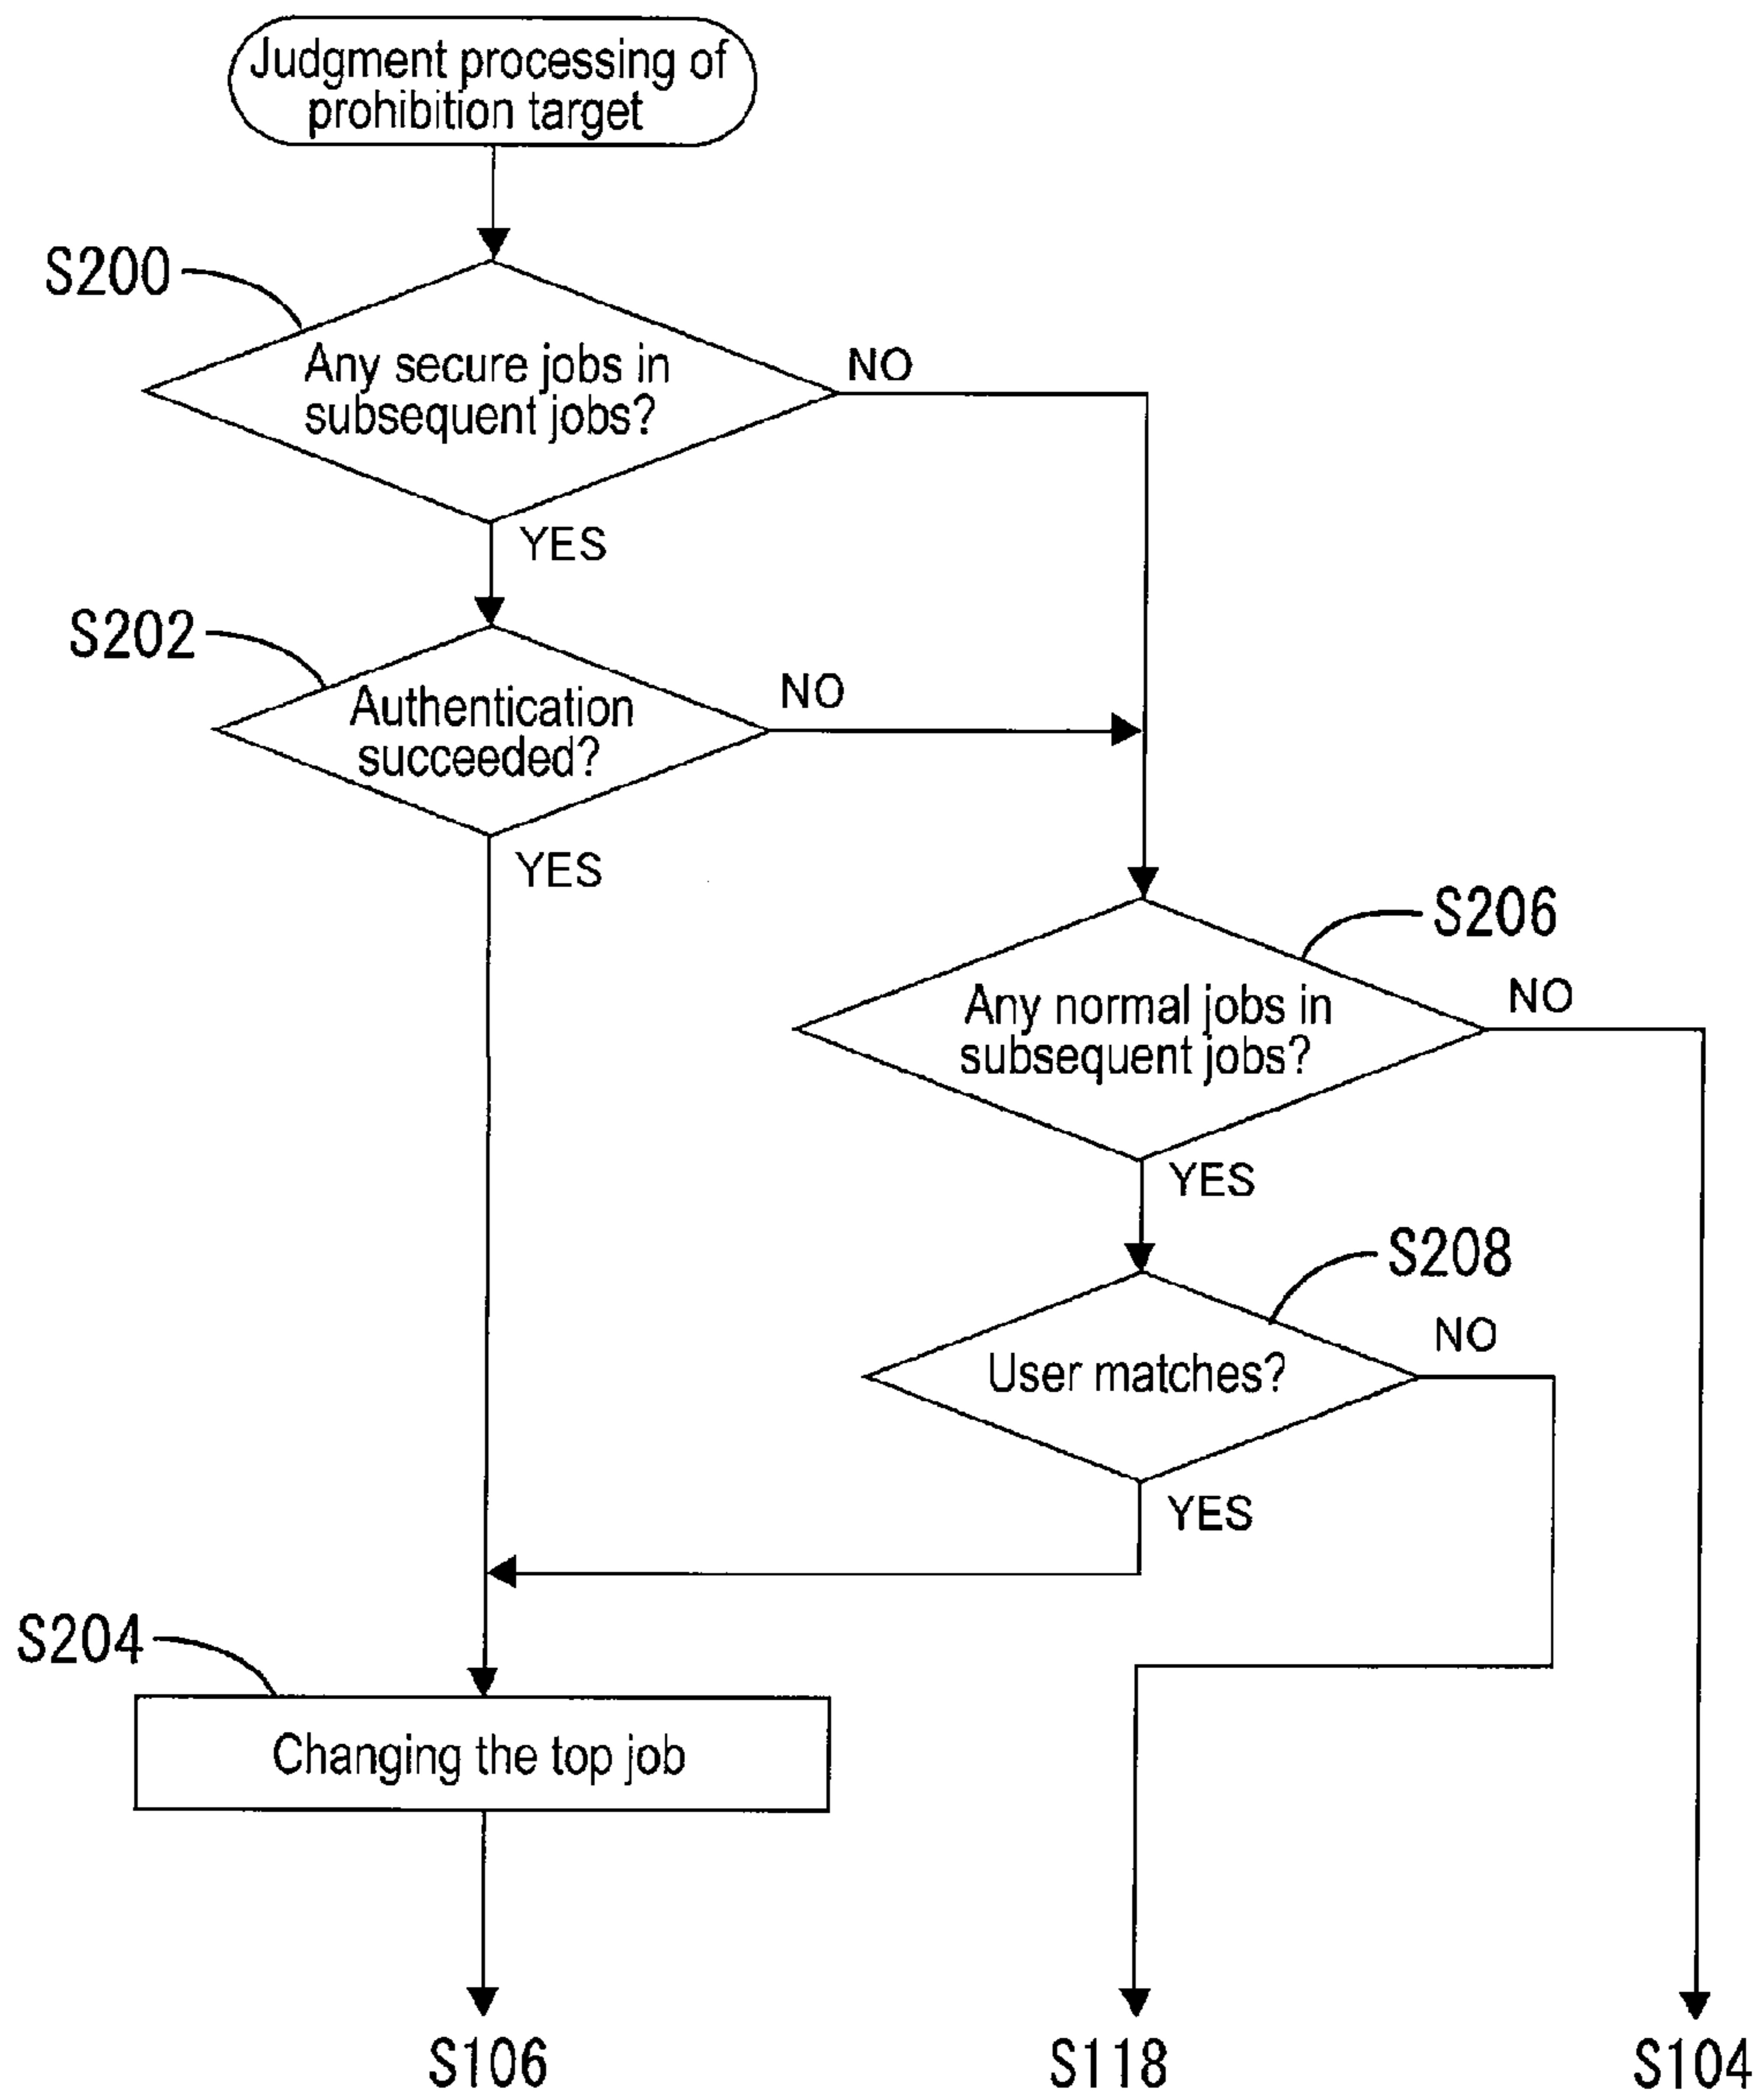 Judgment processing of
prohibition target
S200
Any secure jobs in
subsequent jobs?
NO
YES
S202
Authentication
succeeded?
NO
YES
S206
Any normal jobs in
subsequent jobs?
NO
YES
S208
User matches?
NO
YES
S204
Changing the top job
S106
S118
S104